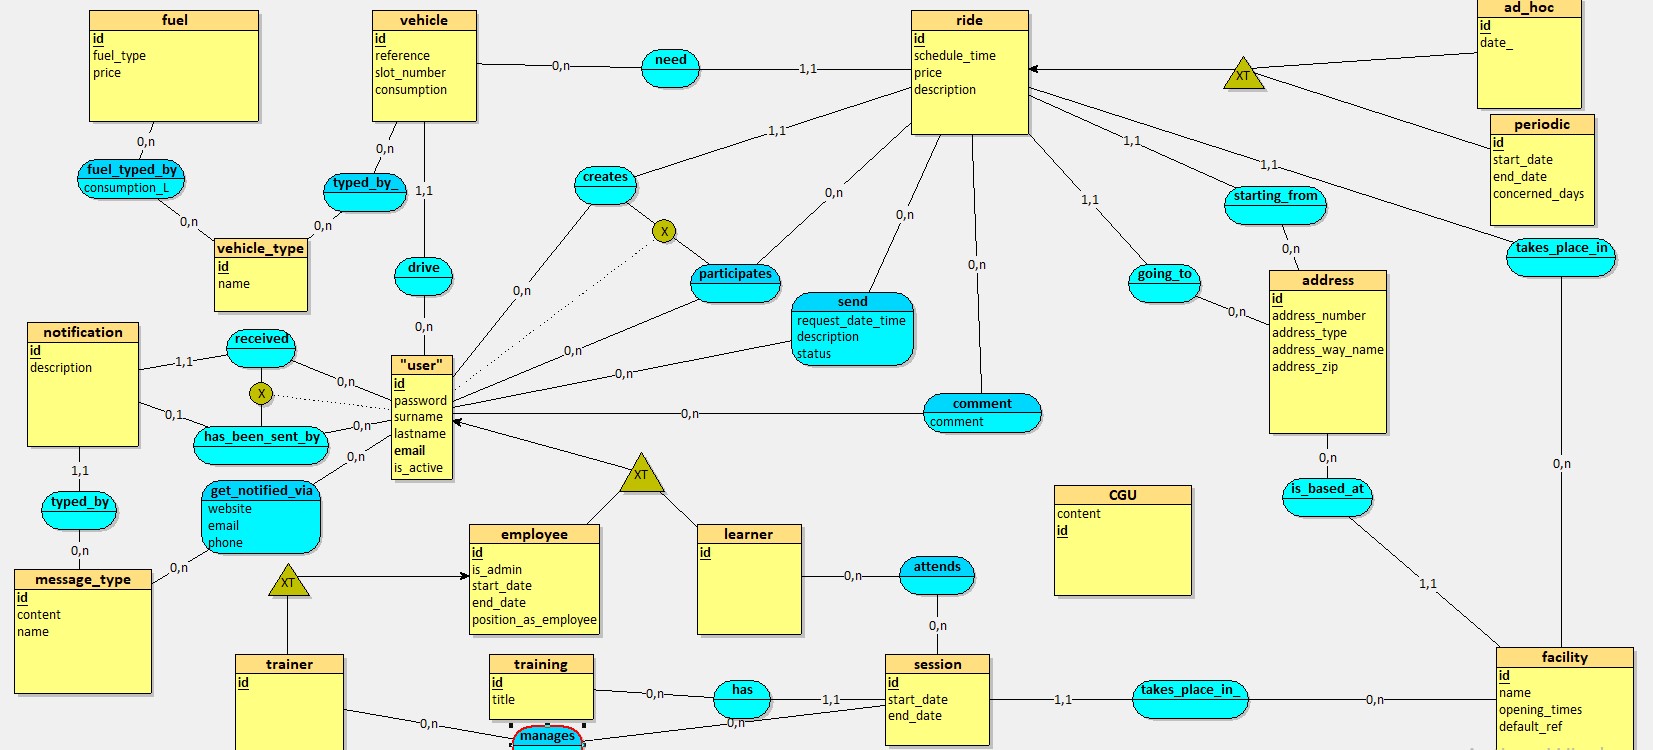 fuel
id
fuel_type
price
vehicle
id
reference
slot_number
consumption
0,n
need
1,1
ride
id
schedule_time
price
description
XT
ad_hoc
id
date_
periodic
id
start_date
end_date
concerned_days
0,n
fuel_typed_by
consumption_L
0,n
0,n
typed_by_
0,n
vehicle_type
id
name
1,1
drive
0,n
1,1
creates
0,n
X
0,n
participates
0,n
0,n
send
request_date_time
description
status
0,n
0,n
comment
comment
0,n
1,1
going_to
0,n
1,1
starting_from
0,n
1,1
takes_place_in
0,n
address
id
address_number
address_type
address_way_name
address_zip
0,n
is_based_at
1,1
notification
id
description
1,1
received
0,n
X
0,1
has_been_sent_by
0,n
"user"
id
password
surname
lastname
email
is_active
0,n
get_notified_via
website
email
phone
0,n
1,1
typed_by
0,n
message_type
id
content
name
XT
XT
employee
id
is_admin
start_date
end_date
position_as_employee
learner
id
0,n
attends
0,n
CGU
content
id
trainer
id
0,n
manages
0,n
training
id
title
0,n
has
1,1
session
id
start_date
end_date
1,1
takes_place_in_
0,n
facility
id
name
opening_times
default_ref